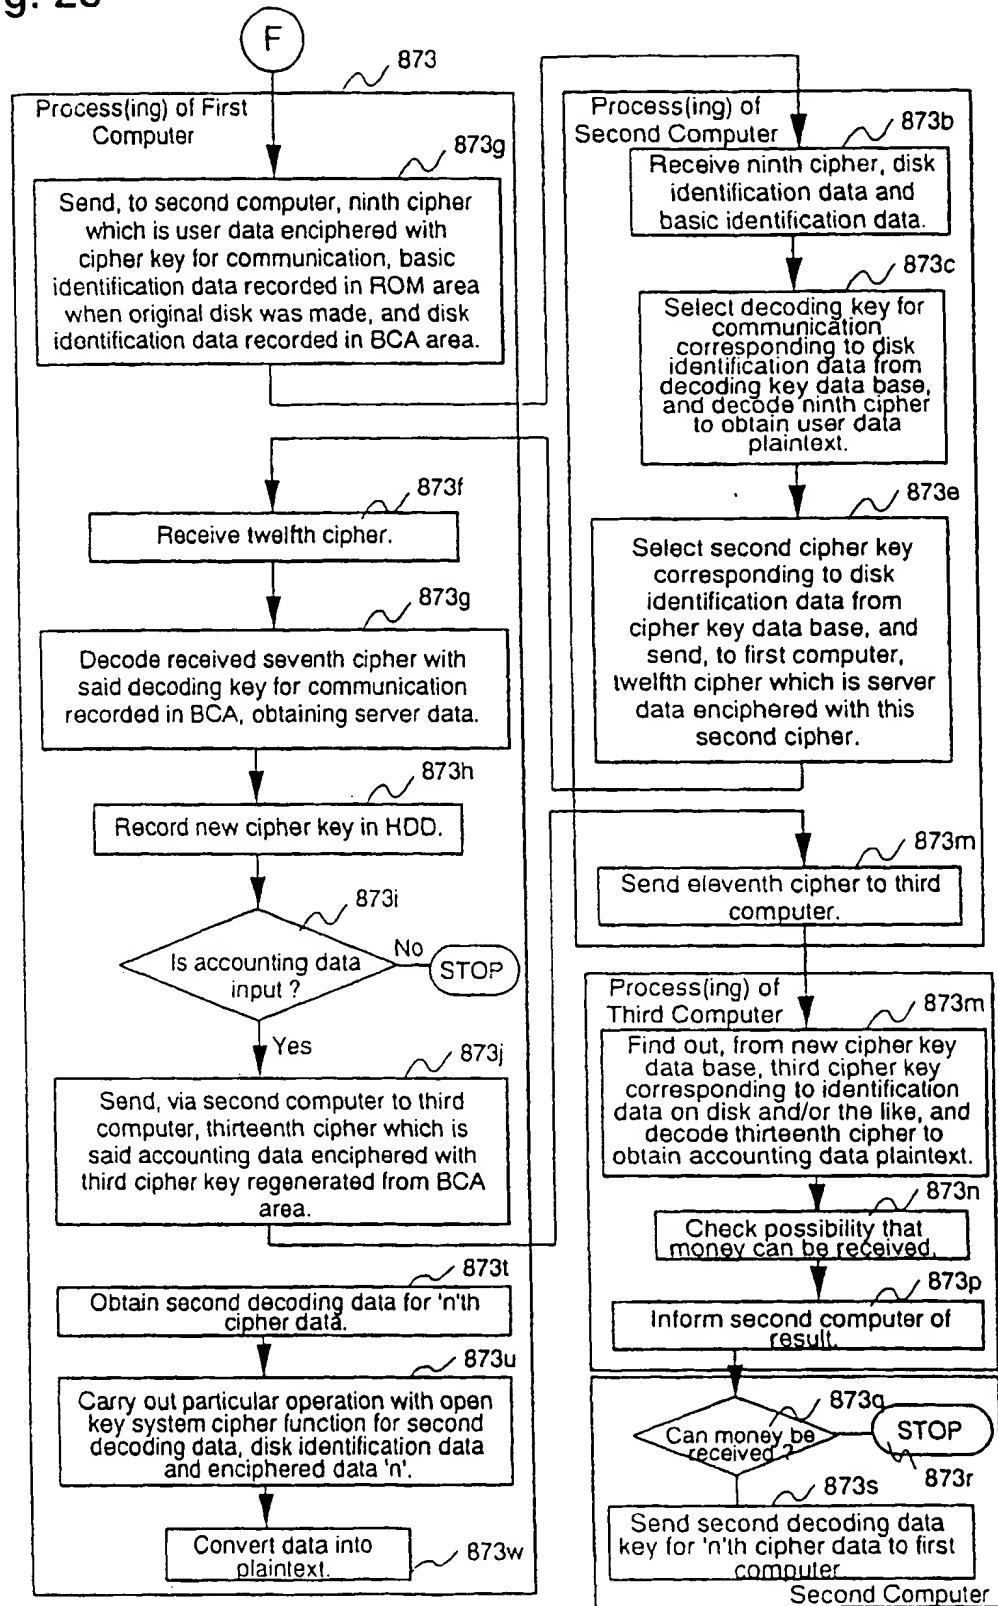 g. 28
F
873
Process(ing) of First
Computer
873g
Send, to second computer, ninth cipher
which is user data enciphered with
cipher key for communication, basic
identification data recorded in ROM area
when original disk was made, and disk
identification data recorded in BCA area.
873f
Receive twelfth cipher.
873g
Decode received seventh cipher with
said decoding key for communication
recorded in BCA, obtaining server data.
873h
Record new cipher key in HDD.
873i
Is accounting data
input ?
No
STOP
Yes
873j
Send, via second computer to third
computer, thirteenth cipher which is
said accounting data enciphered with
third cipher key regenerated from BCA
area.
873t
Obtain second decoding data for 'n'th
cipher data.
873u
Carry out particular operation with open
key system cipher function for second
decoding data, disk identification data
and enciphered data 'n'.
Convert data into
plaintext.
873w
Process(ing) of
Second Computer
873b
Receive ninth cipher, disk
identification data and
basic identification data.
873c
Select decoding key for
communication
corresponding to disk
identification data from
decoding key data base,
and decode ninth cipher
to obtain user data
plaintext.
873e
Select second cipher key
corresponding to disk
identification data from
cipher key data base, and
send, to first computer,
twelfth cipher which is server
data enciphered with this
second cipher.
873m
Send eleventh cipher to third
computer.
Process(ing) of
Third Computer
873m
Find out, from new cipher key
data base, third cipher key
corresponding to identification
data on disk and/or the like, and
decode thirteenth cipher to
obtain accounting data plaintext.
873n
Check possibility that
money can be received.
873p
Inform second computer of
result.
873q
Can money be
received ?
STOP
873r
873s
Send second decoding data
key for 'n'th cipher data to first
computer
Second Computer